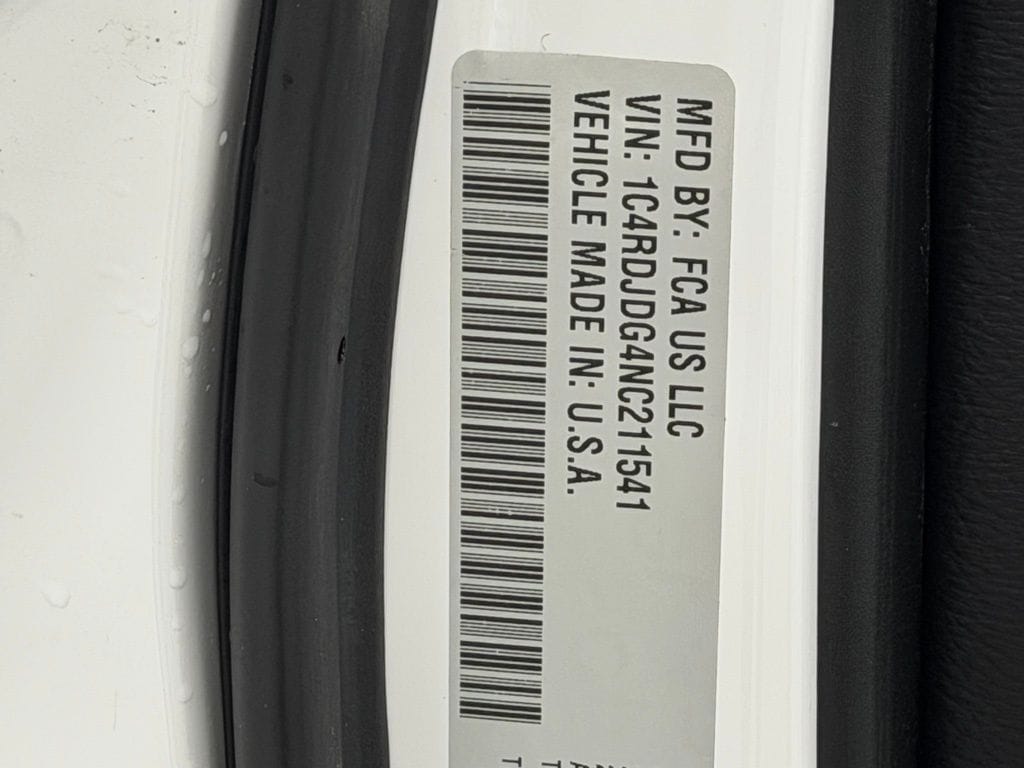 MFD BY: FCA US LLC
VIN: 1C4RDJDG4NC211541
VEHICLE MADE IN: U.S.A.